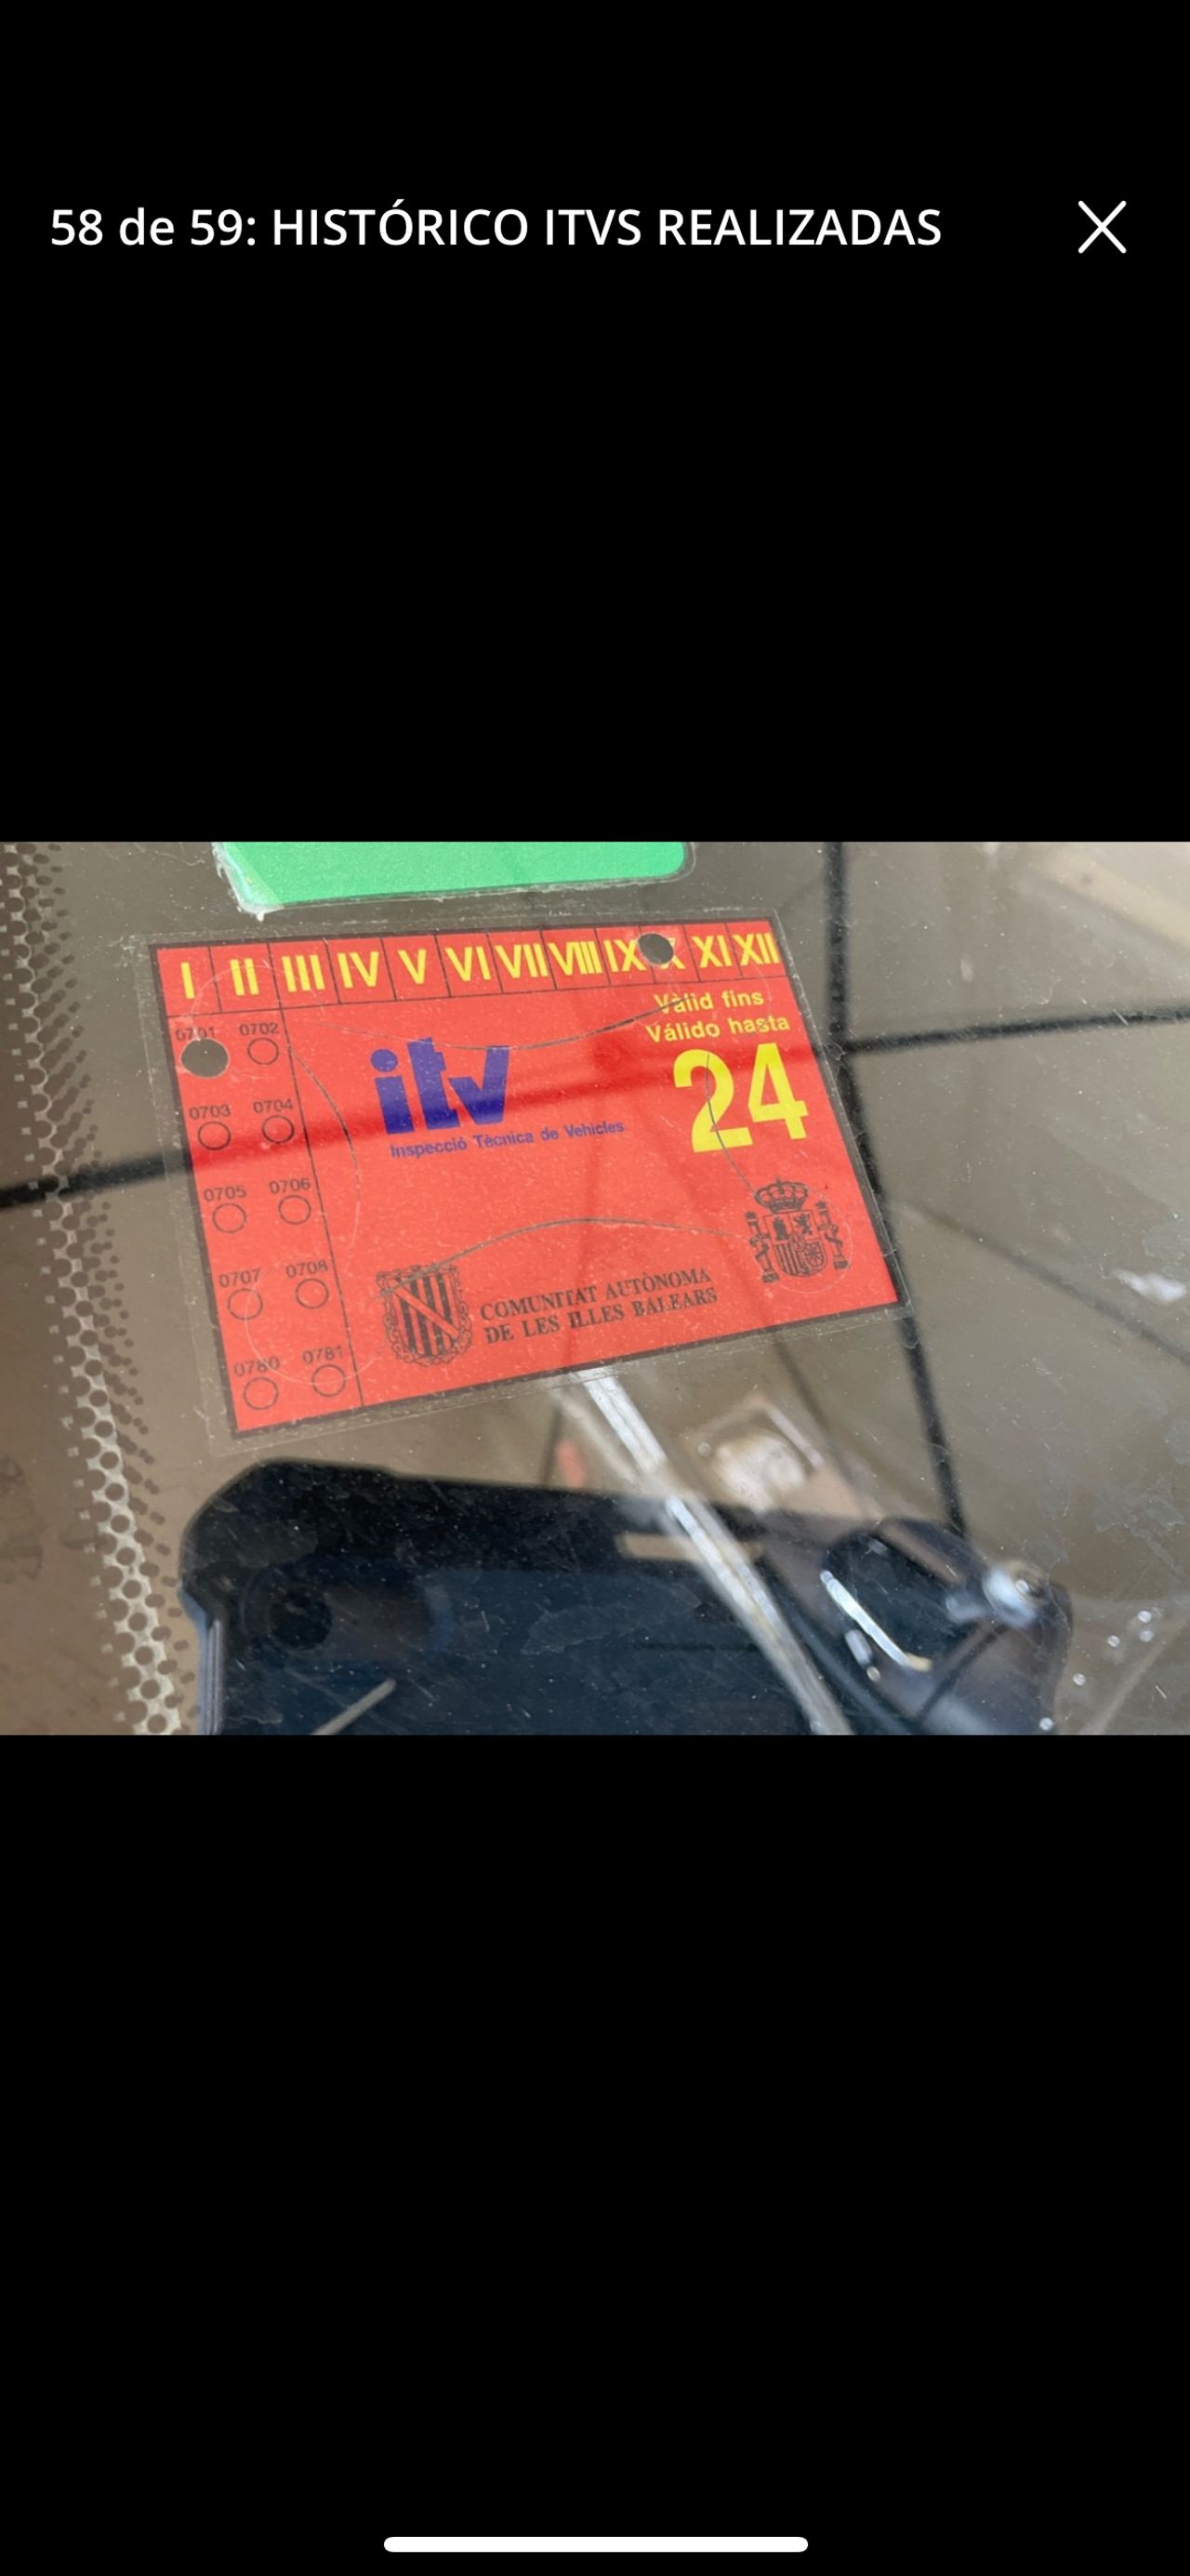 58 de 59: HISTÓRICO ITVS REALIZADAS
I II III IV V VI VII VIII IX X XI XII
Vàlid fins
Válido hasta
24
0701 0702
0703 0704
0705 0706
0707 0708
0780 0781
itv
Inspecció Tècnica de Vehicles
COMUNITAT AUTÒNOMA
DE LES ILLES BALEARS